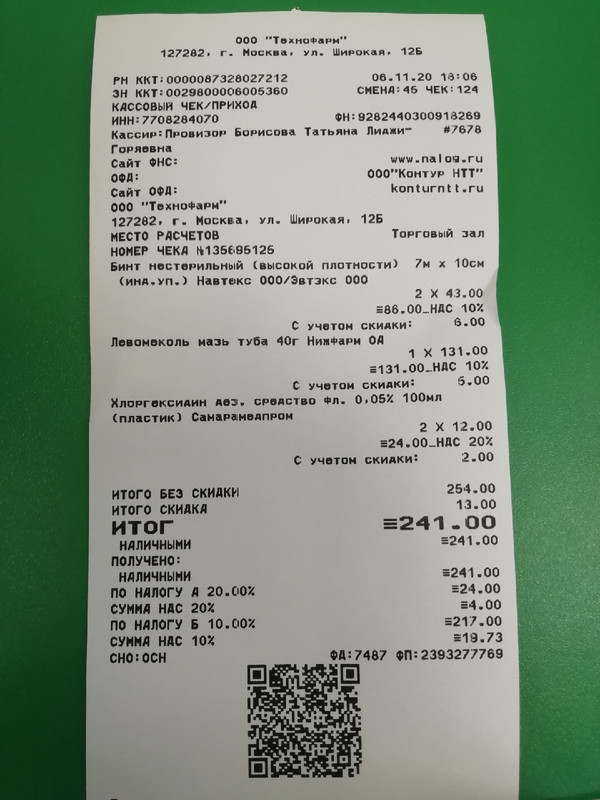 ООО "Технофарм"
127282, г. Москва, ул. Широкая, 12Б
РН ККТ:0000087328027212 06.11.20 18:06
ЗН ККТ:0029800006005360 СМЕНА:45 ЧЕК:124
КАССОВЫЙ ЧЕК/ПРИХОД
ИНН:7708284070 ФН:9282440300918269
Кассир:Провизор Борисова Татьяна Лиджи- #7678
Горяевна
Сайт ФНС: www.nalog.ru
ОФД: ООО"Контур НТТ"
Сайт ОФД: konturntt.ru
ООО "Технофарм"
127282, г. Москва, ул. Широкая, 12Б
МЕСТО РАСЧЕТОВ Торговый зал
НОМЕР ЧЕКА №135695125
Бинт нестерильный (высокой плотности) 7м х 10см
(инд.уп.) Навтекс ООО/Эвтэкс ООО
2 X 43.00
≡86.00_НДС 10%
С учетом скидки: 6.00
Левомеколь мазь туба 40г Нижфарм ОА
1 X 131.00
≡131.00_НДС 10%
С учетом скидки: 5.00
Хлоргексидин дез. средство фл. 0,05% 100мл
(пластик) Самарамедпром
2 X 12.00
≡24.00_НДС 20%
С учетом скидки: 2.00
ИТОГО БЕЗ СКИДКИ 254.00
ИТОГО СКИДКА 13.00
ИТОГ ≡241.00
НАЛИЧНЫМИ ≡241.00
ПОЛУЧЕНО:
НАЛИЧНЫМИ ≡241.00
ПО НАЛОГУ А 20.00% ≡24.00
СУММА НДС 20% ≡4.00
ПО НАЛОГУ Б 10.00% ≡217.00
СУММА НДС 10% ≡19.73
СНО:ОСН ФД:7487 ФП:2393277769